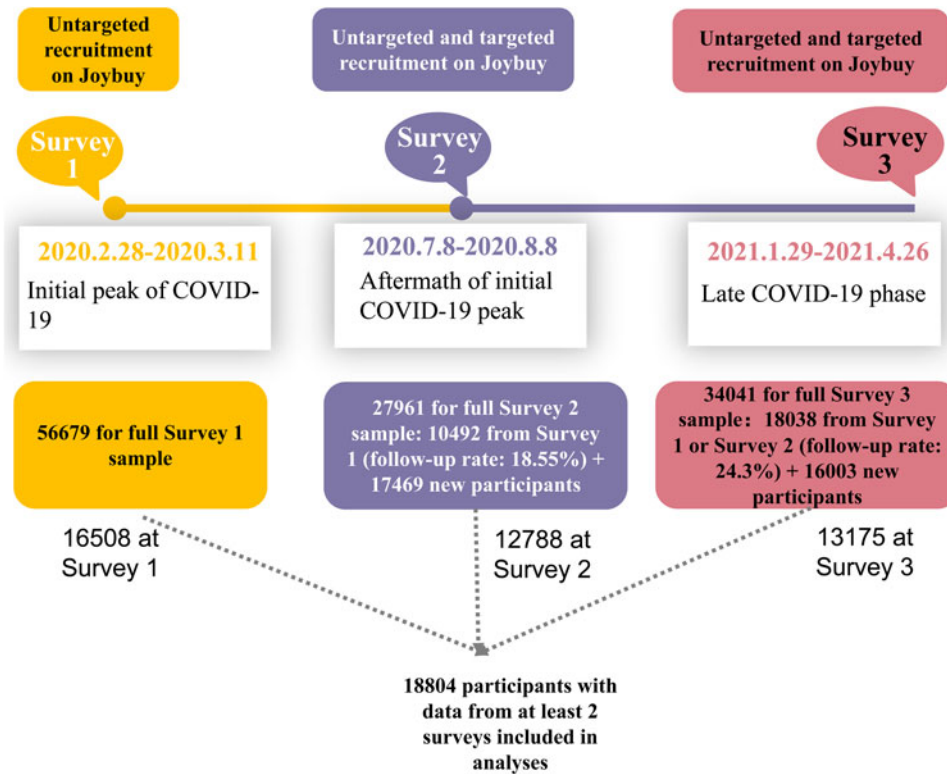 Untargeted
recruitment
on Joybuy
Untargeted and targeted
recruitment on Joybuy
Untargeted and targeted
recruitment on Joybuy
Survey
1
Survey
2
Survey
3
2020.2.28-2020.3.11
Initial peak of COVID-
19
2020.7.8-2020.8.8
Aftermath of initial
COVID-19 peak
2021.1.29-2021.4.26
Late COVID-19 phase
56679 for full Survey 1
sample
27961 for full Survey 2
sample: 10492 from Survey
1 (follow-up rate: 18.55%) +
17469 new participants
34041 for full Survey 3
sample: 18038 from Survey
1 or Survey 2 (follow-up rate:
24.3%) + 16003 new
participants
16508 at
Survey 1
12788 at
Survey 2
13175 at
Survey 3
18804 participants with
data from at least 2
surveys included in
analyses